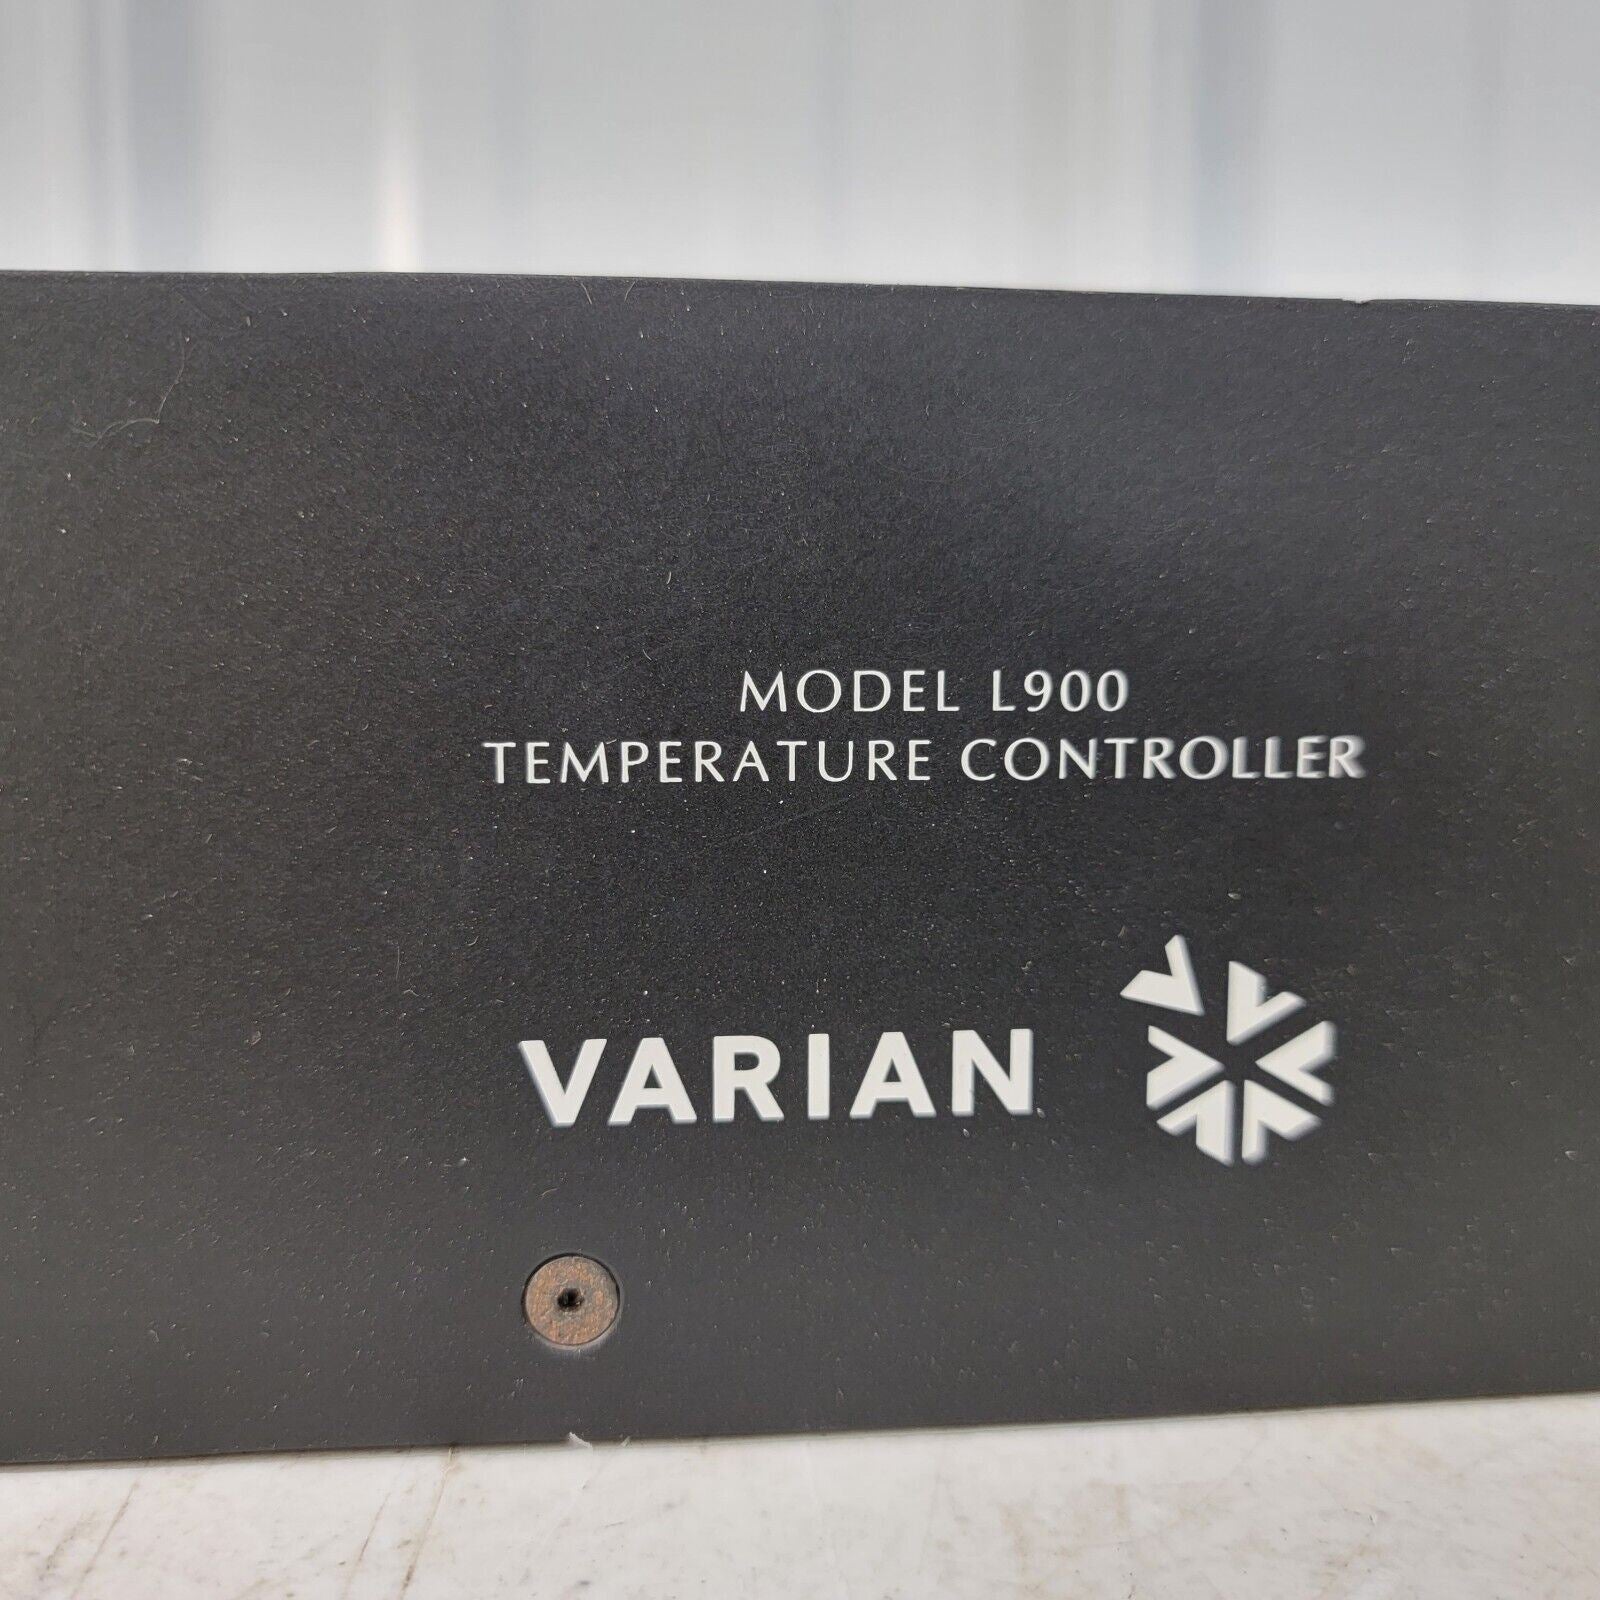 MODEL L900
TEMPERATURE CONTROLLER
VARIAN